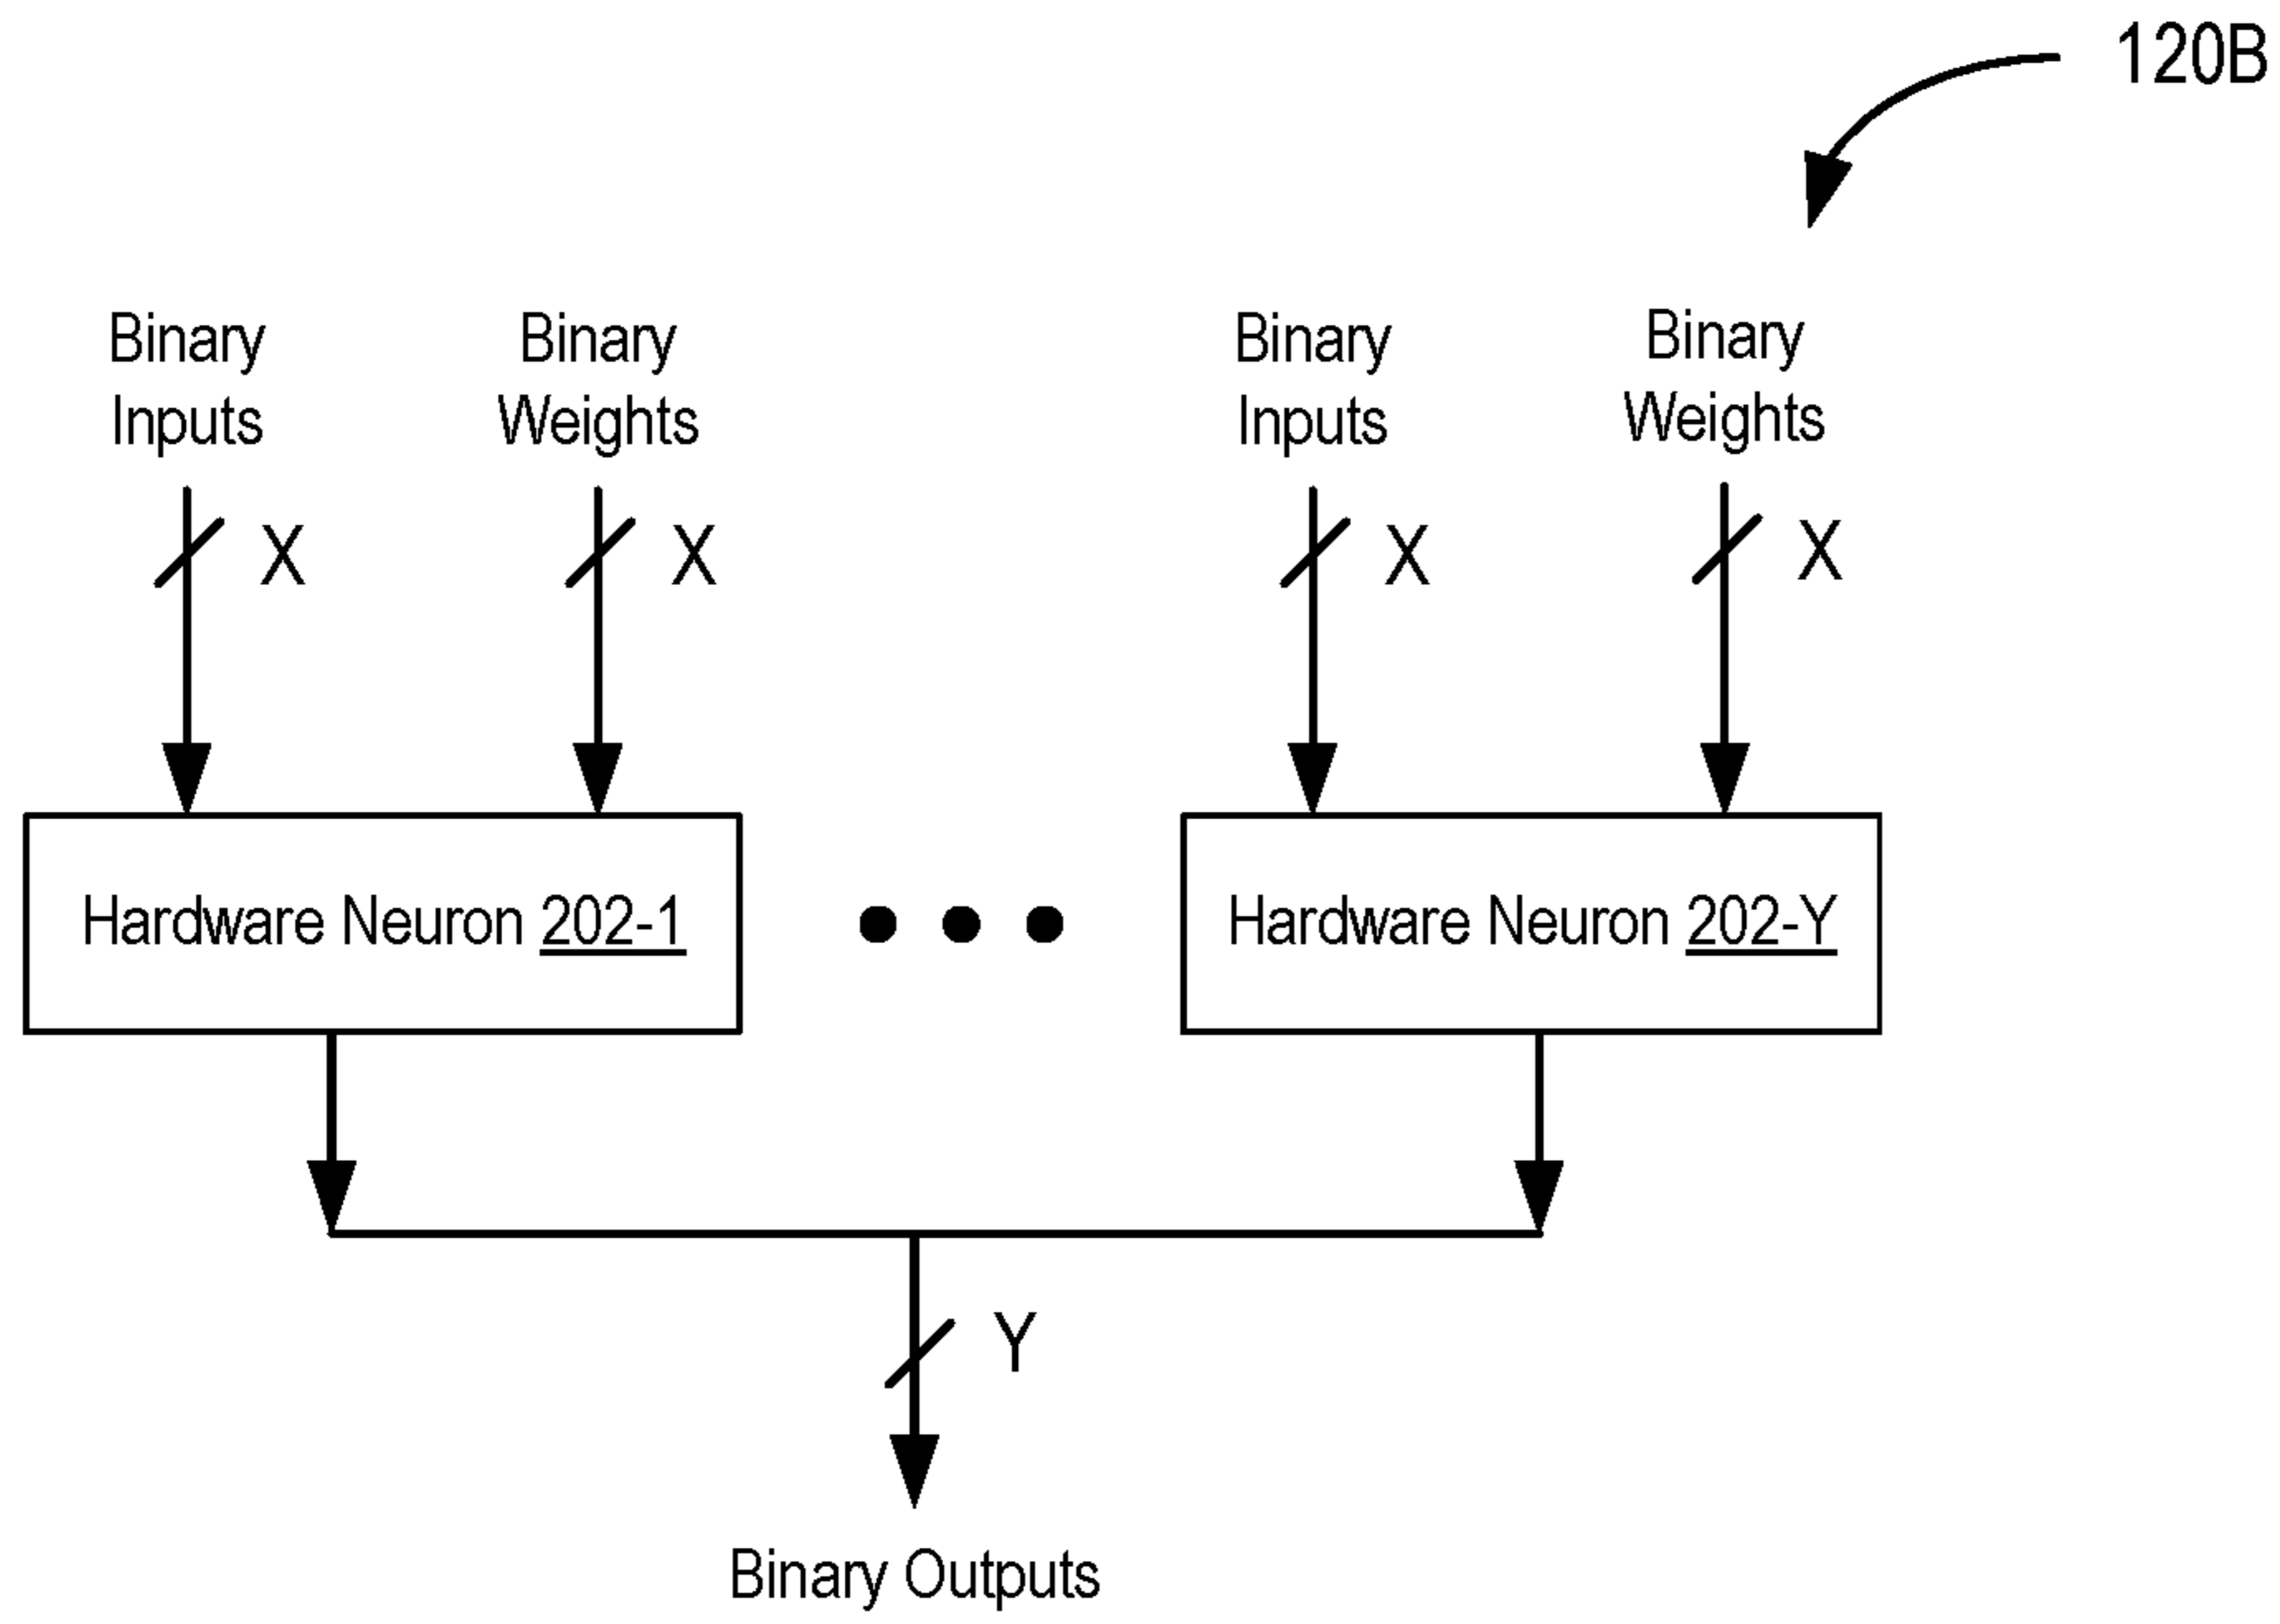 120B
Binary
Inputs
Binary
Weights
Binary
Inputs
Binary
Weights
X
X
X
X
Hardware Neuron 202-1
Hardware Neuron 202-Y
Y
Binary Outputs